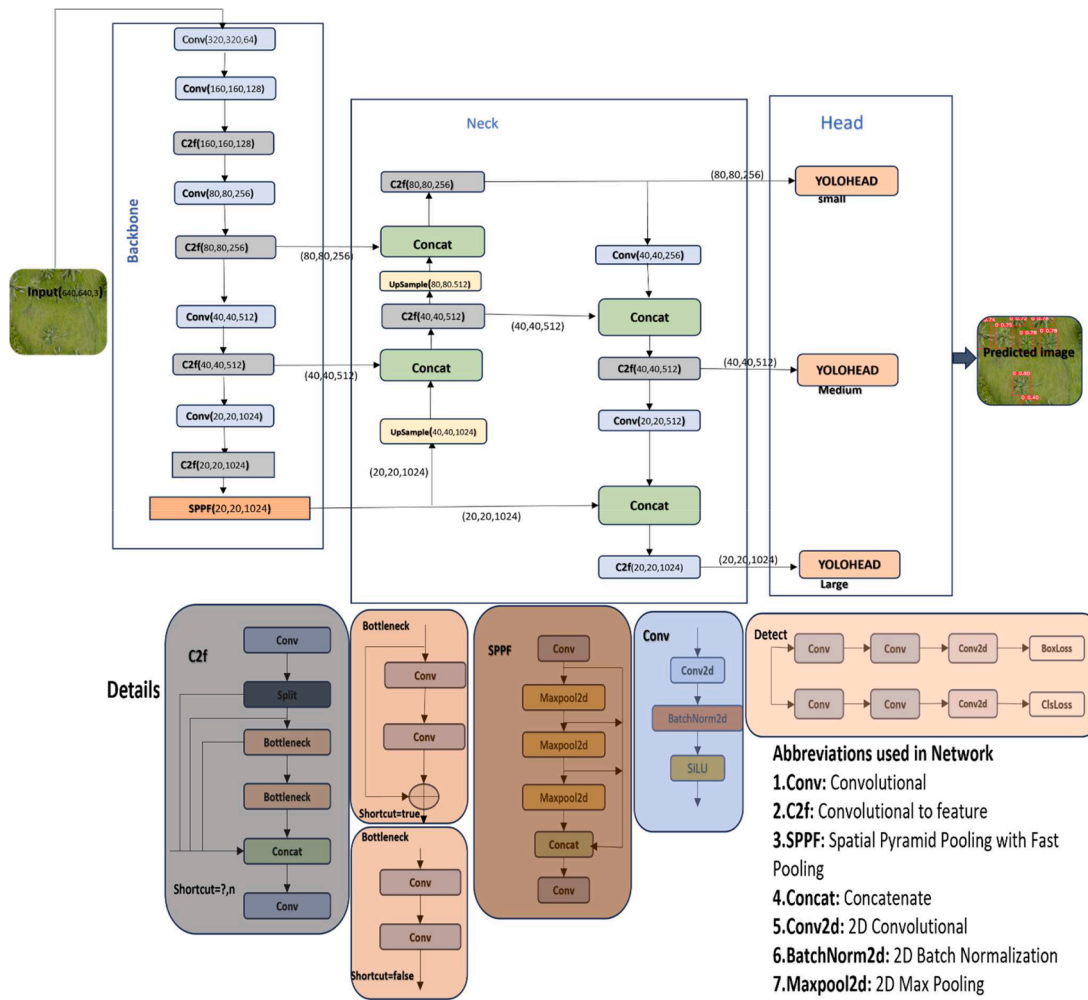 Conv(320,320,64)
Conv(160,160,128)
C2f(160,160,128)
Conv(80,80,256)
C2f(80,80,256)
Conv(40,40,512)
C2f(40,40,512)
Conv(20,20,1024)
C2f(20,20,1024)
SPPF(20,20,1024)
Backbone
Input(640,640,3)
(80,80,256)
(40,40,512)
(20,20,1024)
(20,20,1024)
Neck
C2f(80,80,256)
Concat
UpSample(80,80.512)
C2f(40,40,512)
Concat
UpSample(40,40,1024)
(40,40,512)
Conv(40,40,256)
Concat
C2f(40,40,512)
Conv(20,20,512)
Concat
C2f(20,20,1024)
(80,80,256)
(40,40,512)
(20,20,1024)
Head
YOLOHEAD
small
YOLOHEAD
Medium
YOLOHEAD
Large
Predicted image
0 0.80
0 0.40
Details
C2f
Conv
Split
Bottleneck
Bottleneck
Concat
Shortcut=?,n
Conv
Bottleneck
Conv
Conv
Shortcut=true
Bottleneck
Conv
Conv
Shortcut=false
SPPF
Conv
Maxpool2d
Maxpool2d
Maxpool2d
Concat
Conv
Conv
Conv2d
BatchNorm2d
SiLU
Detect
Conv Conv Conv2d BoxLoss
Conv Conv Conv2d ClsLoss
Abbreviations used in Network
1.Conv: Convolutional
2.C2f: Convolutional to feature
3.SPPF: Spatial Pyramid Pooling with Fast
Pooling
4.Concat: Concatenate
5.Conv2d: 2D Convolutional
6.BatchNorm2d: 2D Batch Normalization
7.Maxpool2d: 2D Max Pooling